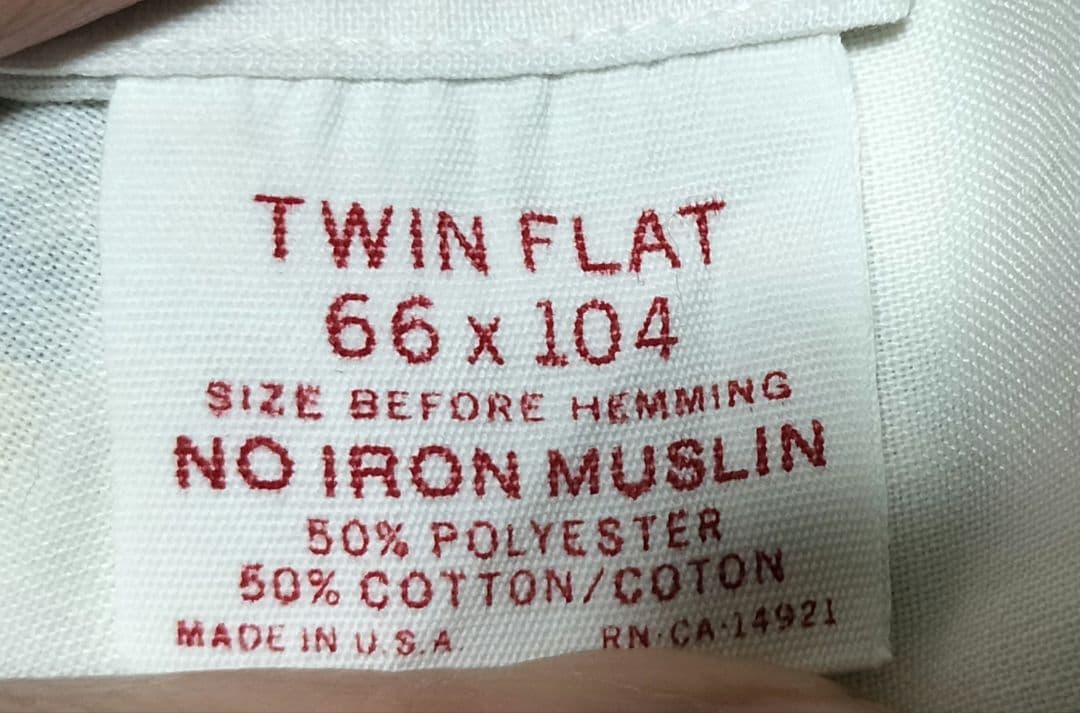 TWIN FLAT
66 x 104
SIZE BEFORE HEMMING
NO IRON MUSLIN
50% POLYESTER
50% COTTON/COTON
MADE IN U.S.A. RN·CA·14921